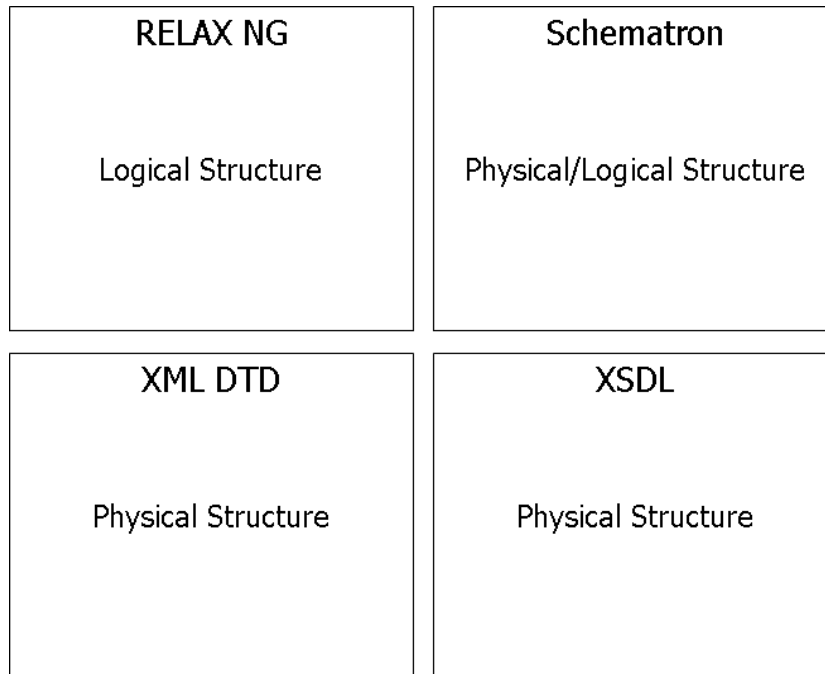 RELAX NG
Logical Structure
Schematron
Physical/Logical Structure
XML DTD
Physical Structure
XSDL
Physical Structure